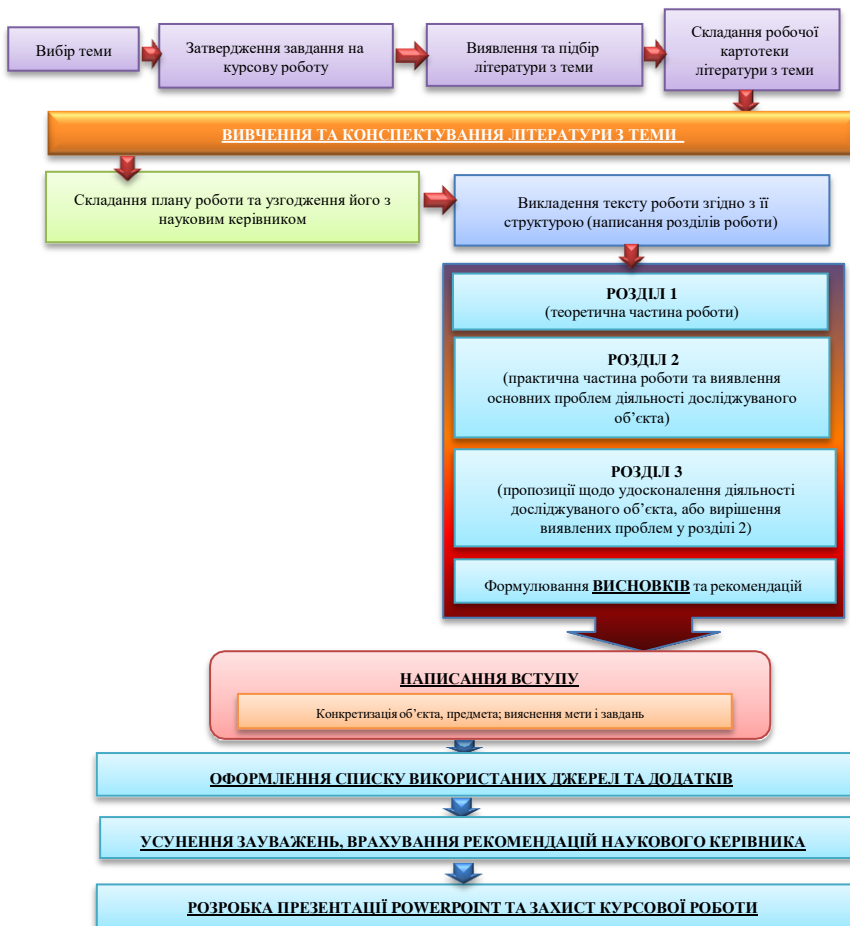 Вибір теми
Затвердження завдання на
курсову роботу
Виявлення та підбір
літератури з теми
Складання робочої
картотеки
літератури з теми
ВИВЧЕННЯ ТА КОНСПЕКТУВАННЯ ЛІТЕРАТУРИ З ТЕМИ
Складання плану роботи та узгодження його з
науковим керівником
Викладення тексту роботи згідно з її
структурою (написання розділів роботи)
РОЗДІЛ 1
(теоретична частина роботи)
РОЗДІЛ 2
(практична частина роботи та виявлення
основних проблем діяльності досліджуваного
об’єкта)
РОЗДІЛ 3
(пропозиції щодо удосконалення діяльності
досліджуваного об’єкта, або вирішення
виявлених проблем у розділі 2)
Формулювання ВИСНОВКІВ та рекомендацій
НАПИСАННЯ ВСТУПУ
Конкретизація об’єкта, предмета; вияснення мети і завдань
ОФОРМЛЕННЯ СПИСКУ ВИКОРИСТАНИХ ДЖЕРЕЛ ТА ДОДАТКІВ
УСУНЕННЯ ЗАУВАЖЕНЬ, ВРАХУВАННЯ РЕКОМЕНДАЦІЙ НАУКОВОГО КЕРІВНИКА
РОЗРОБКА ПРЕЗЕНТАЦІЇ POWERPOINT ТА ЗАХИСТ КУРСОВОЇ РОБОТИ